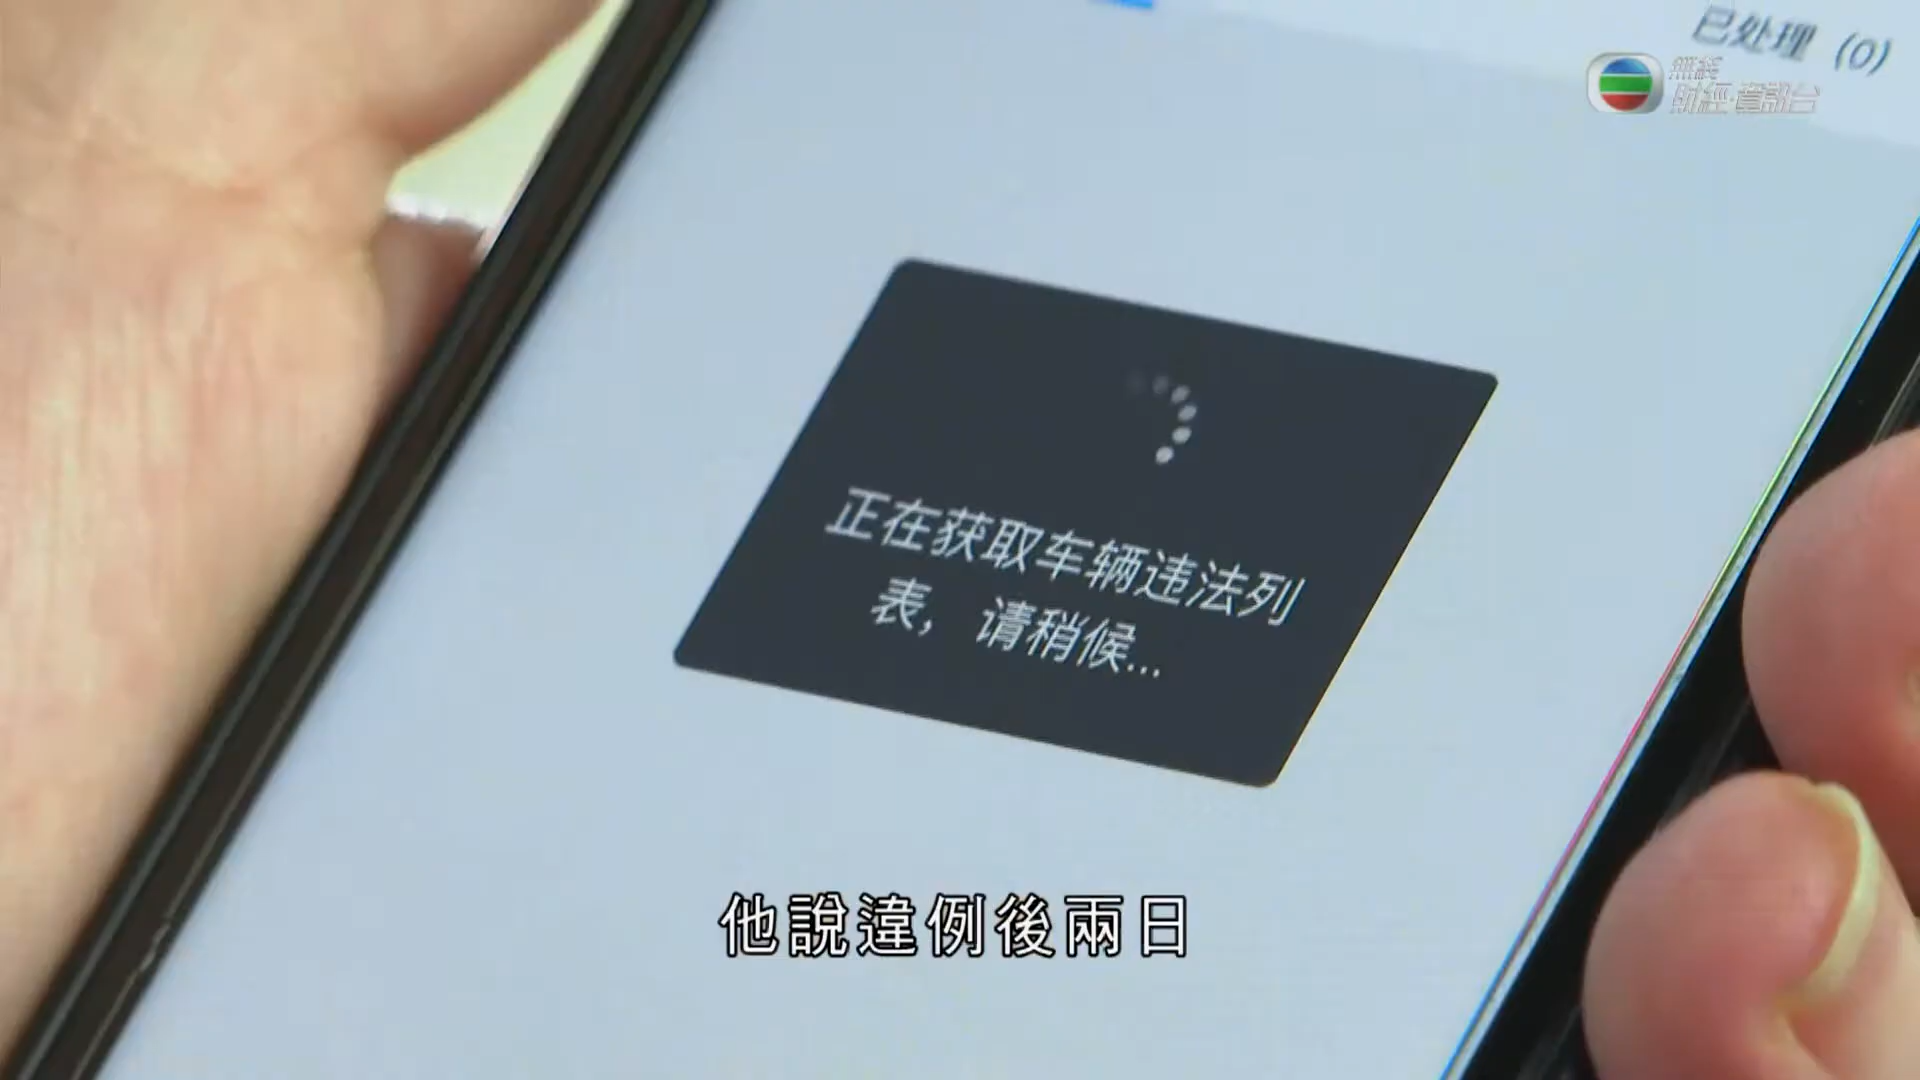 已处理 (0)
無綫
財經·資訊台
正在获取车辆违法列
表，请稍候...
他說違例後兩日